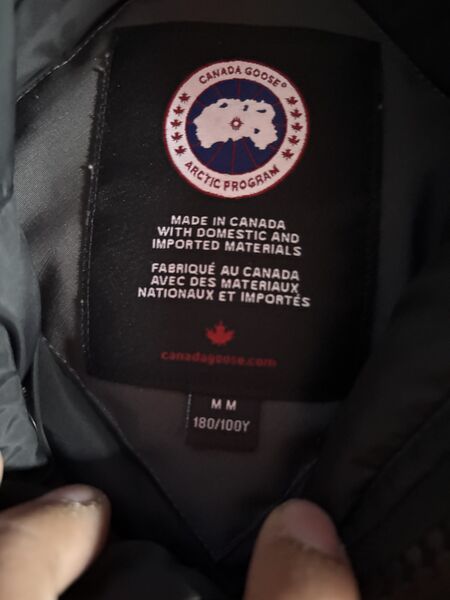 CANADA GOOSE®
ARCTIC PROGRAM
MADE IN CANADA
WITH DOMESTIC AND
IMPORTED MATERIALS
FABRIQUÉ AU CANADA
AVEC DES MATERIAUX
NATIONAUX ET IMPORTÉS
canadagoose.com
M M
180/100Y